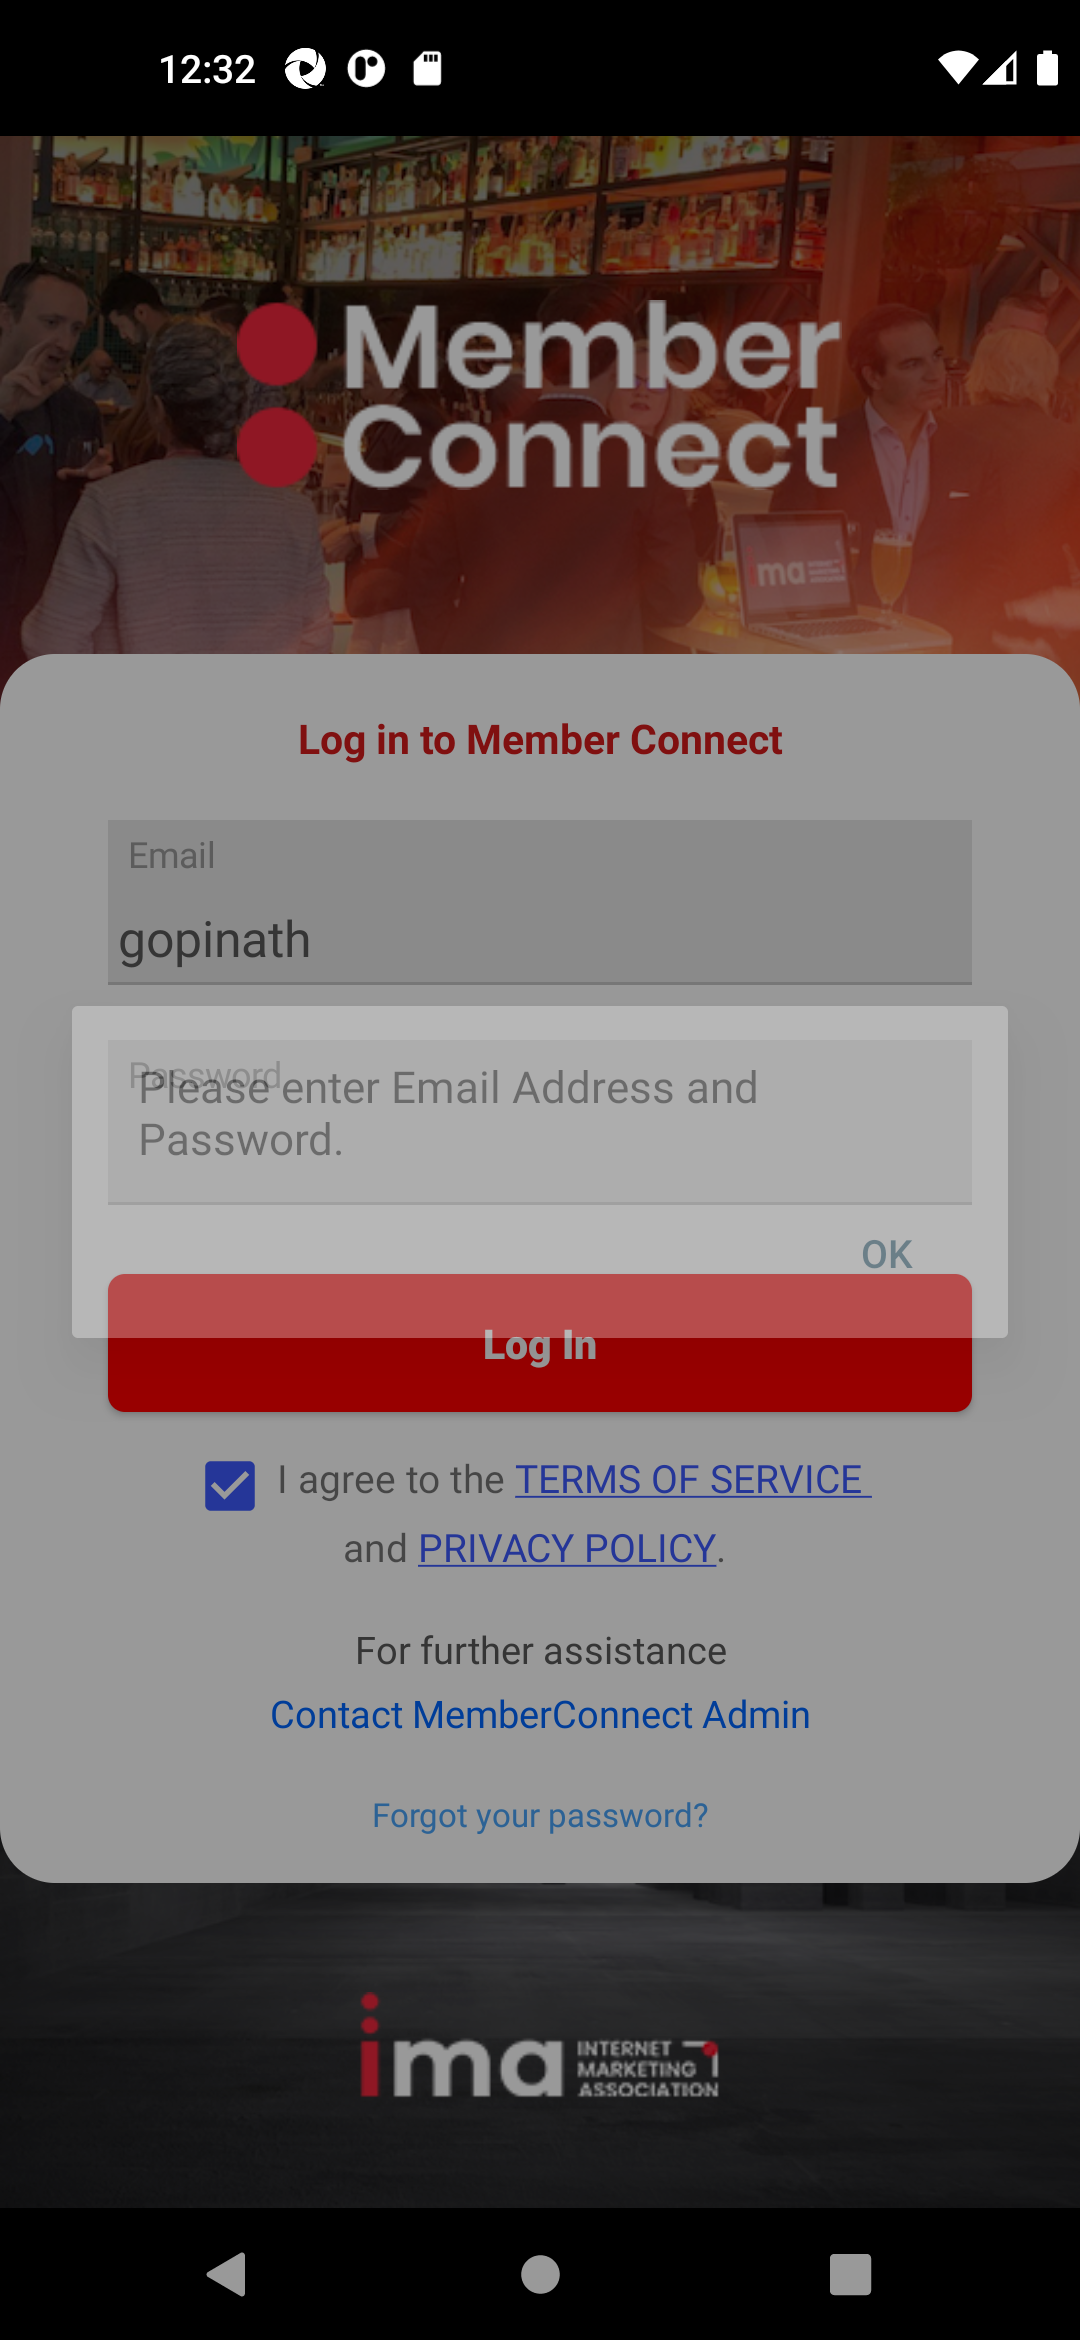 12:32
Member
Connect
ima
Log in to Member Connect
Email
gopinath
Password
Please enter Email Address and
Password.
OK
Log In
I agree to the TERMS OF SERVICE
and PRIVACY POLICY.
For further assistance
Contact MemberConnect Admin
Forgot your password?
ima
INTERNET
MARKETING
ASSOCIATION